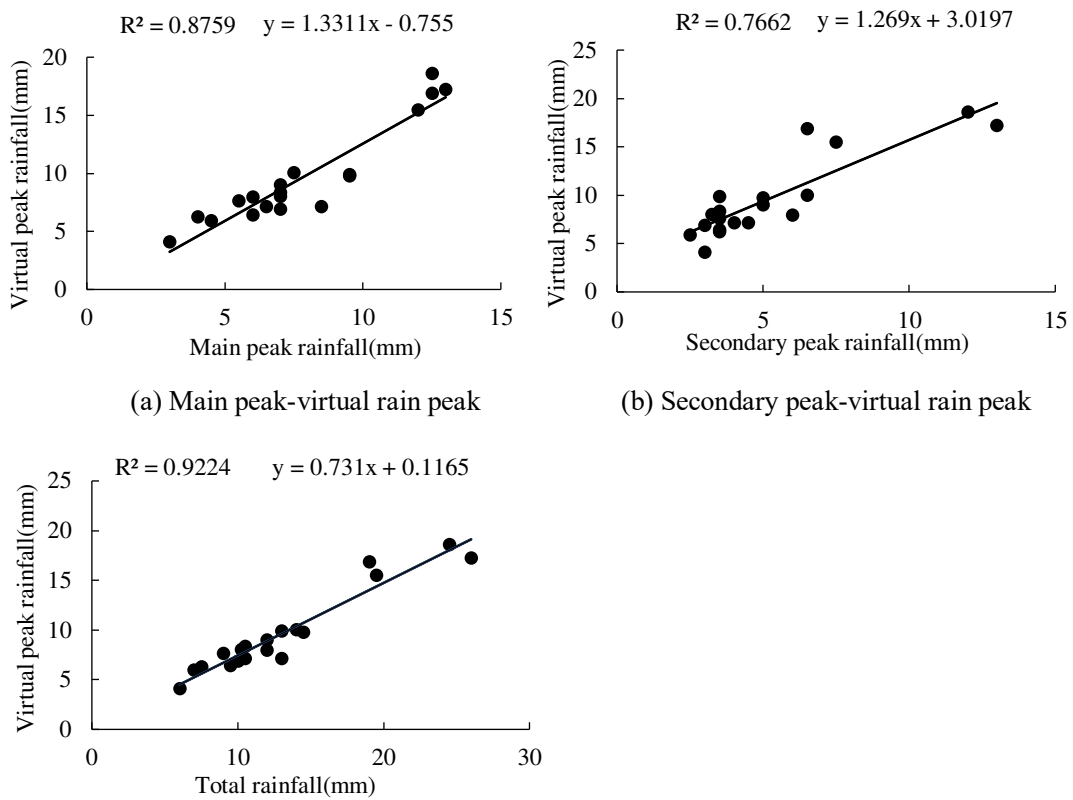 R² = 0.8759 y = 1.3311x - 0.755
Virtual peak rainfall(mm)
20
15
10
5
0
0 5 10 15
Main peak rainfall(mm)
(a) Main peak-virtual rain peak
R² = 0.7662 y = 1.269x + 3.0197
Virtual peak rainfall(mm)
25
20
15
10
5
0
0 5 10 15
Secondary peak rainfall(mm)
(b) Secondary peak-virtual rain peak
R² = 0.9224 y = 0.731x + 0.1165
Virtual peak rainfall(mm)
25
20
15
10
5
0
0 10 20 30
Total rainfall(mm)